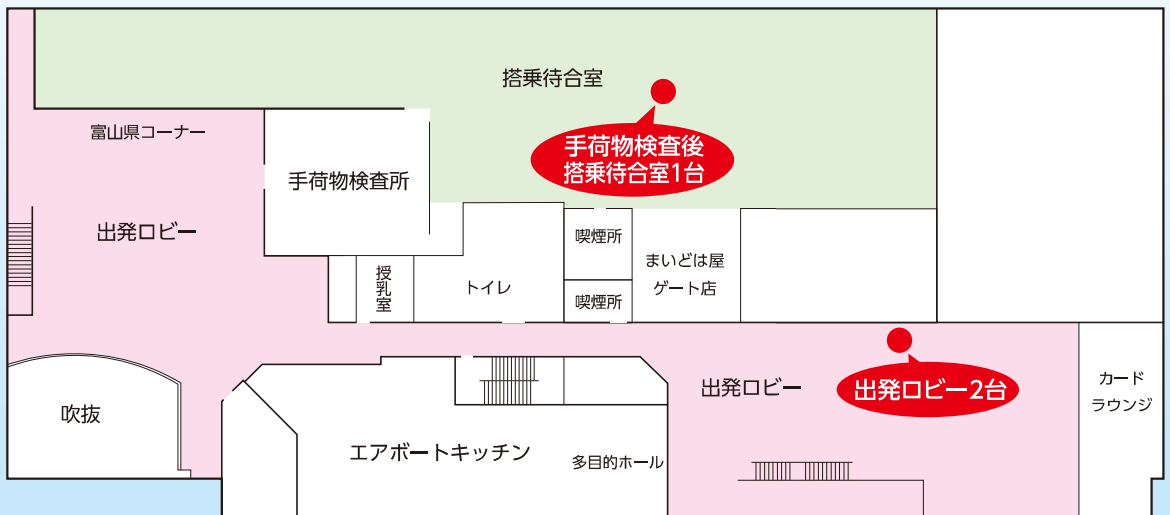 搭乗待合室
手荷物検査後
搭乗待合室1台
富山県コーナー
手荷物検査所
出発ロビー
喫煙所
まいどは屋
ゲート店
授乳室
トイレ
喫煙所
出発ロビー
出発ロビー2台
カード
ラウンジ
吹抜
エアポートキッチン
多目的ホール